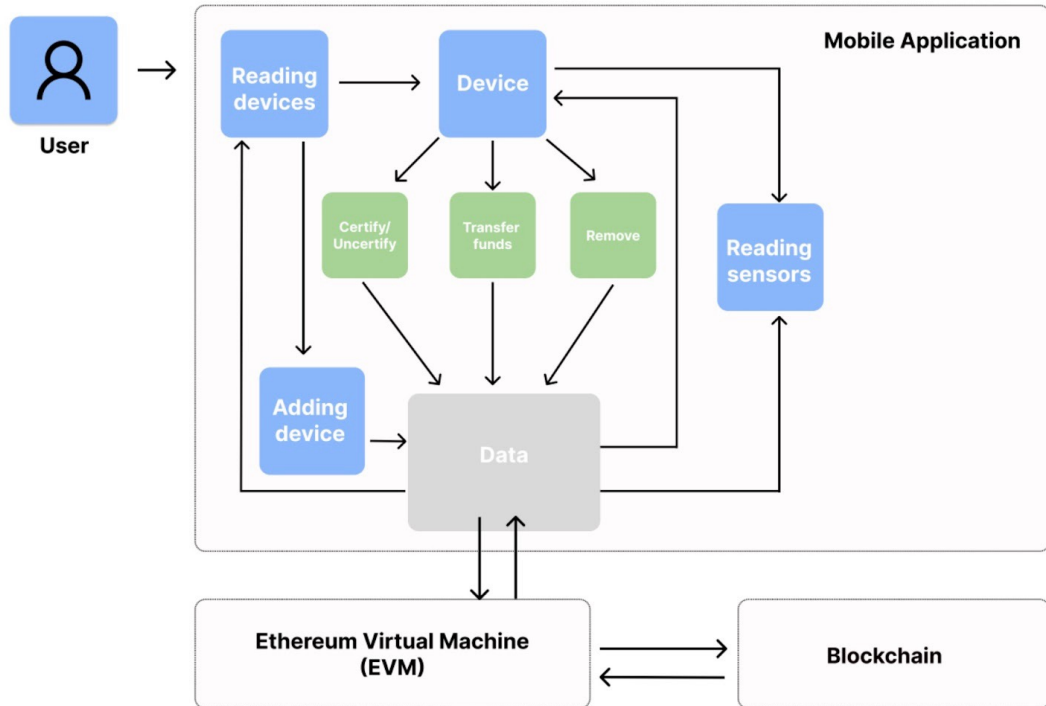 Mobile Application
User
Reading
devices
Device
Certify/
Uncertify
Transfer
funds
Remove
Reading
sensors
Adding
device
Data
Ethereum Virtual Machine
(EVM)
Blockchain